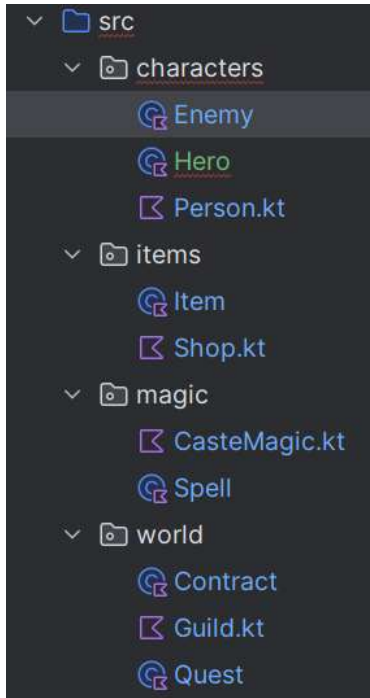 src
characters
Enemy
Hero
Person.kt
items
Item
Shop.kt
magic
CasteMagic.kt
Spell
world
Contract
Guild.kt
Quest